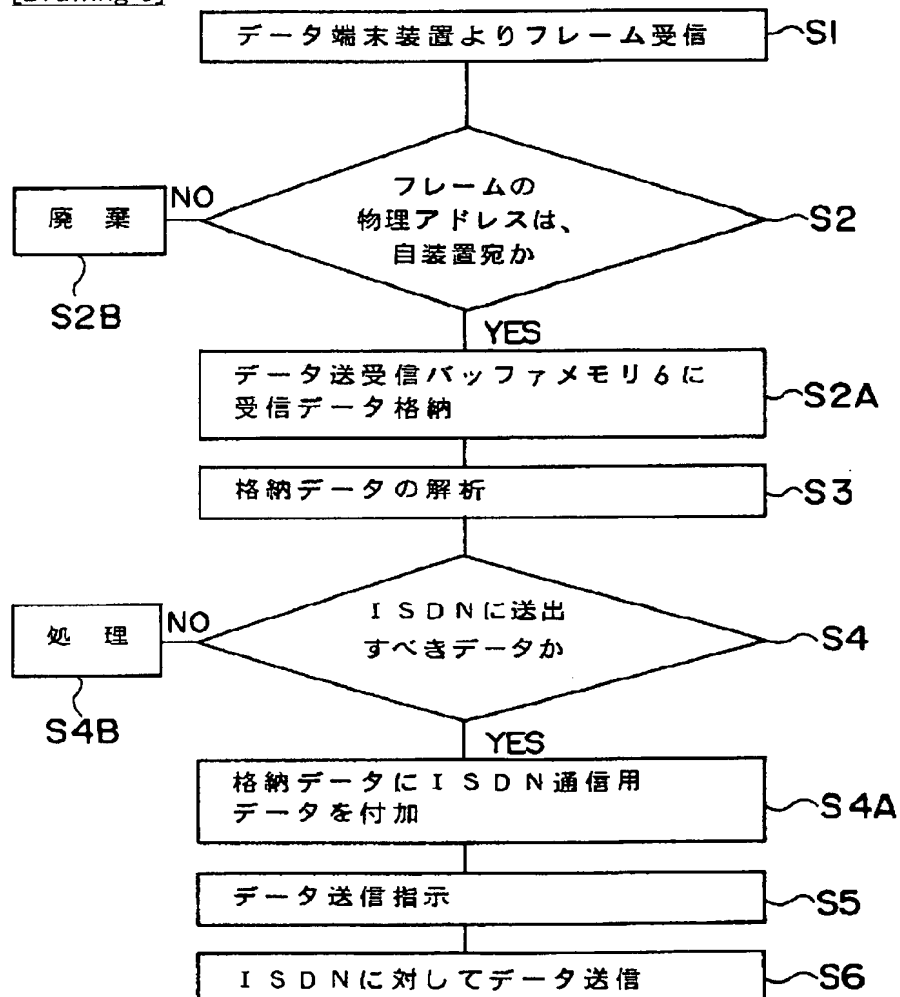 データ端末装置よりフレーム受信
S1
フレームの
物理アドレスは、
自装置宛か
S2
NO
廃 棄
S2B
YES
データ送受信バッファメモリ6に
受信データ格納
S2A
格納データの解析
S3
ISDNに送出
すべきデータか
S4
NO
処 理
S4B
YES
格納データにISDN通信用
データを付加
S4A
データ送信指示
S5
ISDNに対してデータ送信
S6